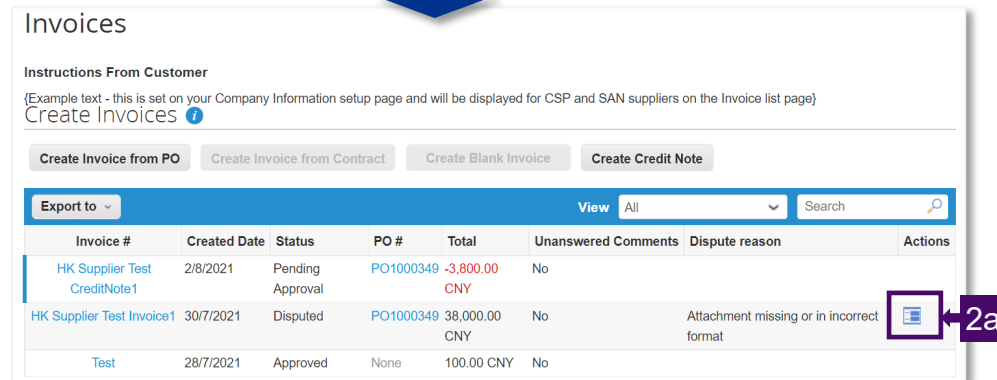 Invoices
Instructions From Customer
{Example text - this is set on your Company Information setup page and will be displayed for CSP and SAN suppliers on the Invoice list page}
Create Invoices i
Create Invoice from PO Create Invoice from Contract Create Blank Invoice Create Credit Note
Export to View All Search
Invoice # Created Date Status PO # Total Unanswered Comments Dispute reason Actions
HK Supplier Test 2/8/2021 Pending PO1000349 -3,800.00 No
CreditNote1 Approval CNY
HK Supplier Test Invoice1 30/7/2021 Disputed PO1000349 38,000.00 No Attachment missing or in incorrect
CNY format
2a
Test 28/7/2021 Approved None 100.00 CNY No